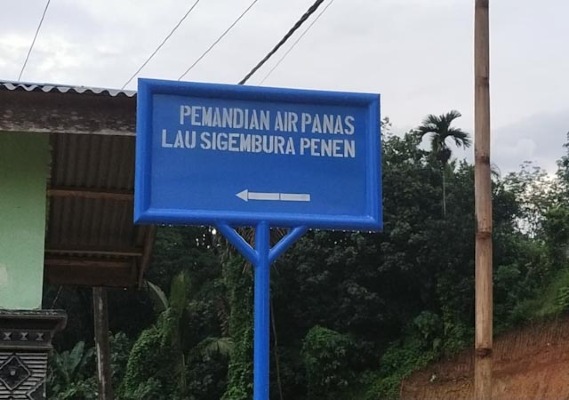 PEMANDIAN AIR PANAS
LAU SIGEMBURA PENEN